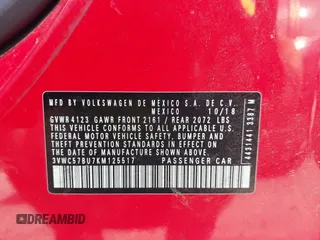 MFD BY VOLKSWAGEN DE MEXICO S.A. DE C.V.
MEXICO 10/18
GVWR 4123 GAWR FRONT 2161 / REAR 2072 LBS
THIS VEHICLE CONFORMS TO ALL APPLICABLE U.S.
FEDERAL MOTOR VEHICLE SAFETY, BUMPER AND
THEFT PREVENTION STANDARDS IN EFFECT ON THE
DATE OF MANUFACTURE SHOWN ABOVE.
3VWC57BU7KM125517 PASSENGER CAR